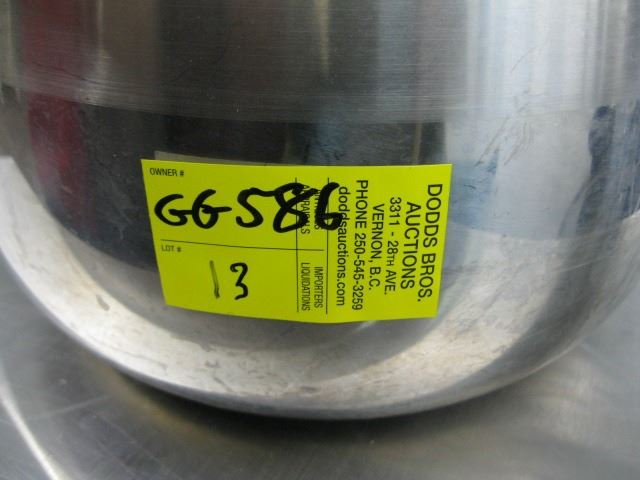 OWNER #
GG586
LOT #
13
APPRAISALS
IMPORTERS
LIQUIDATIONS
DODDS BROS.
AUCTIONS
3311 - 28TH AVE.
VERNON, B.C.
PHONE 250-545-3259
doddsauctions.com